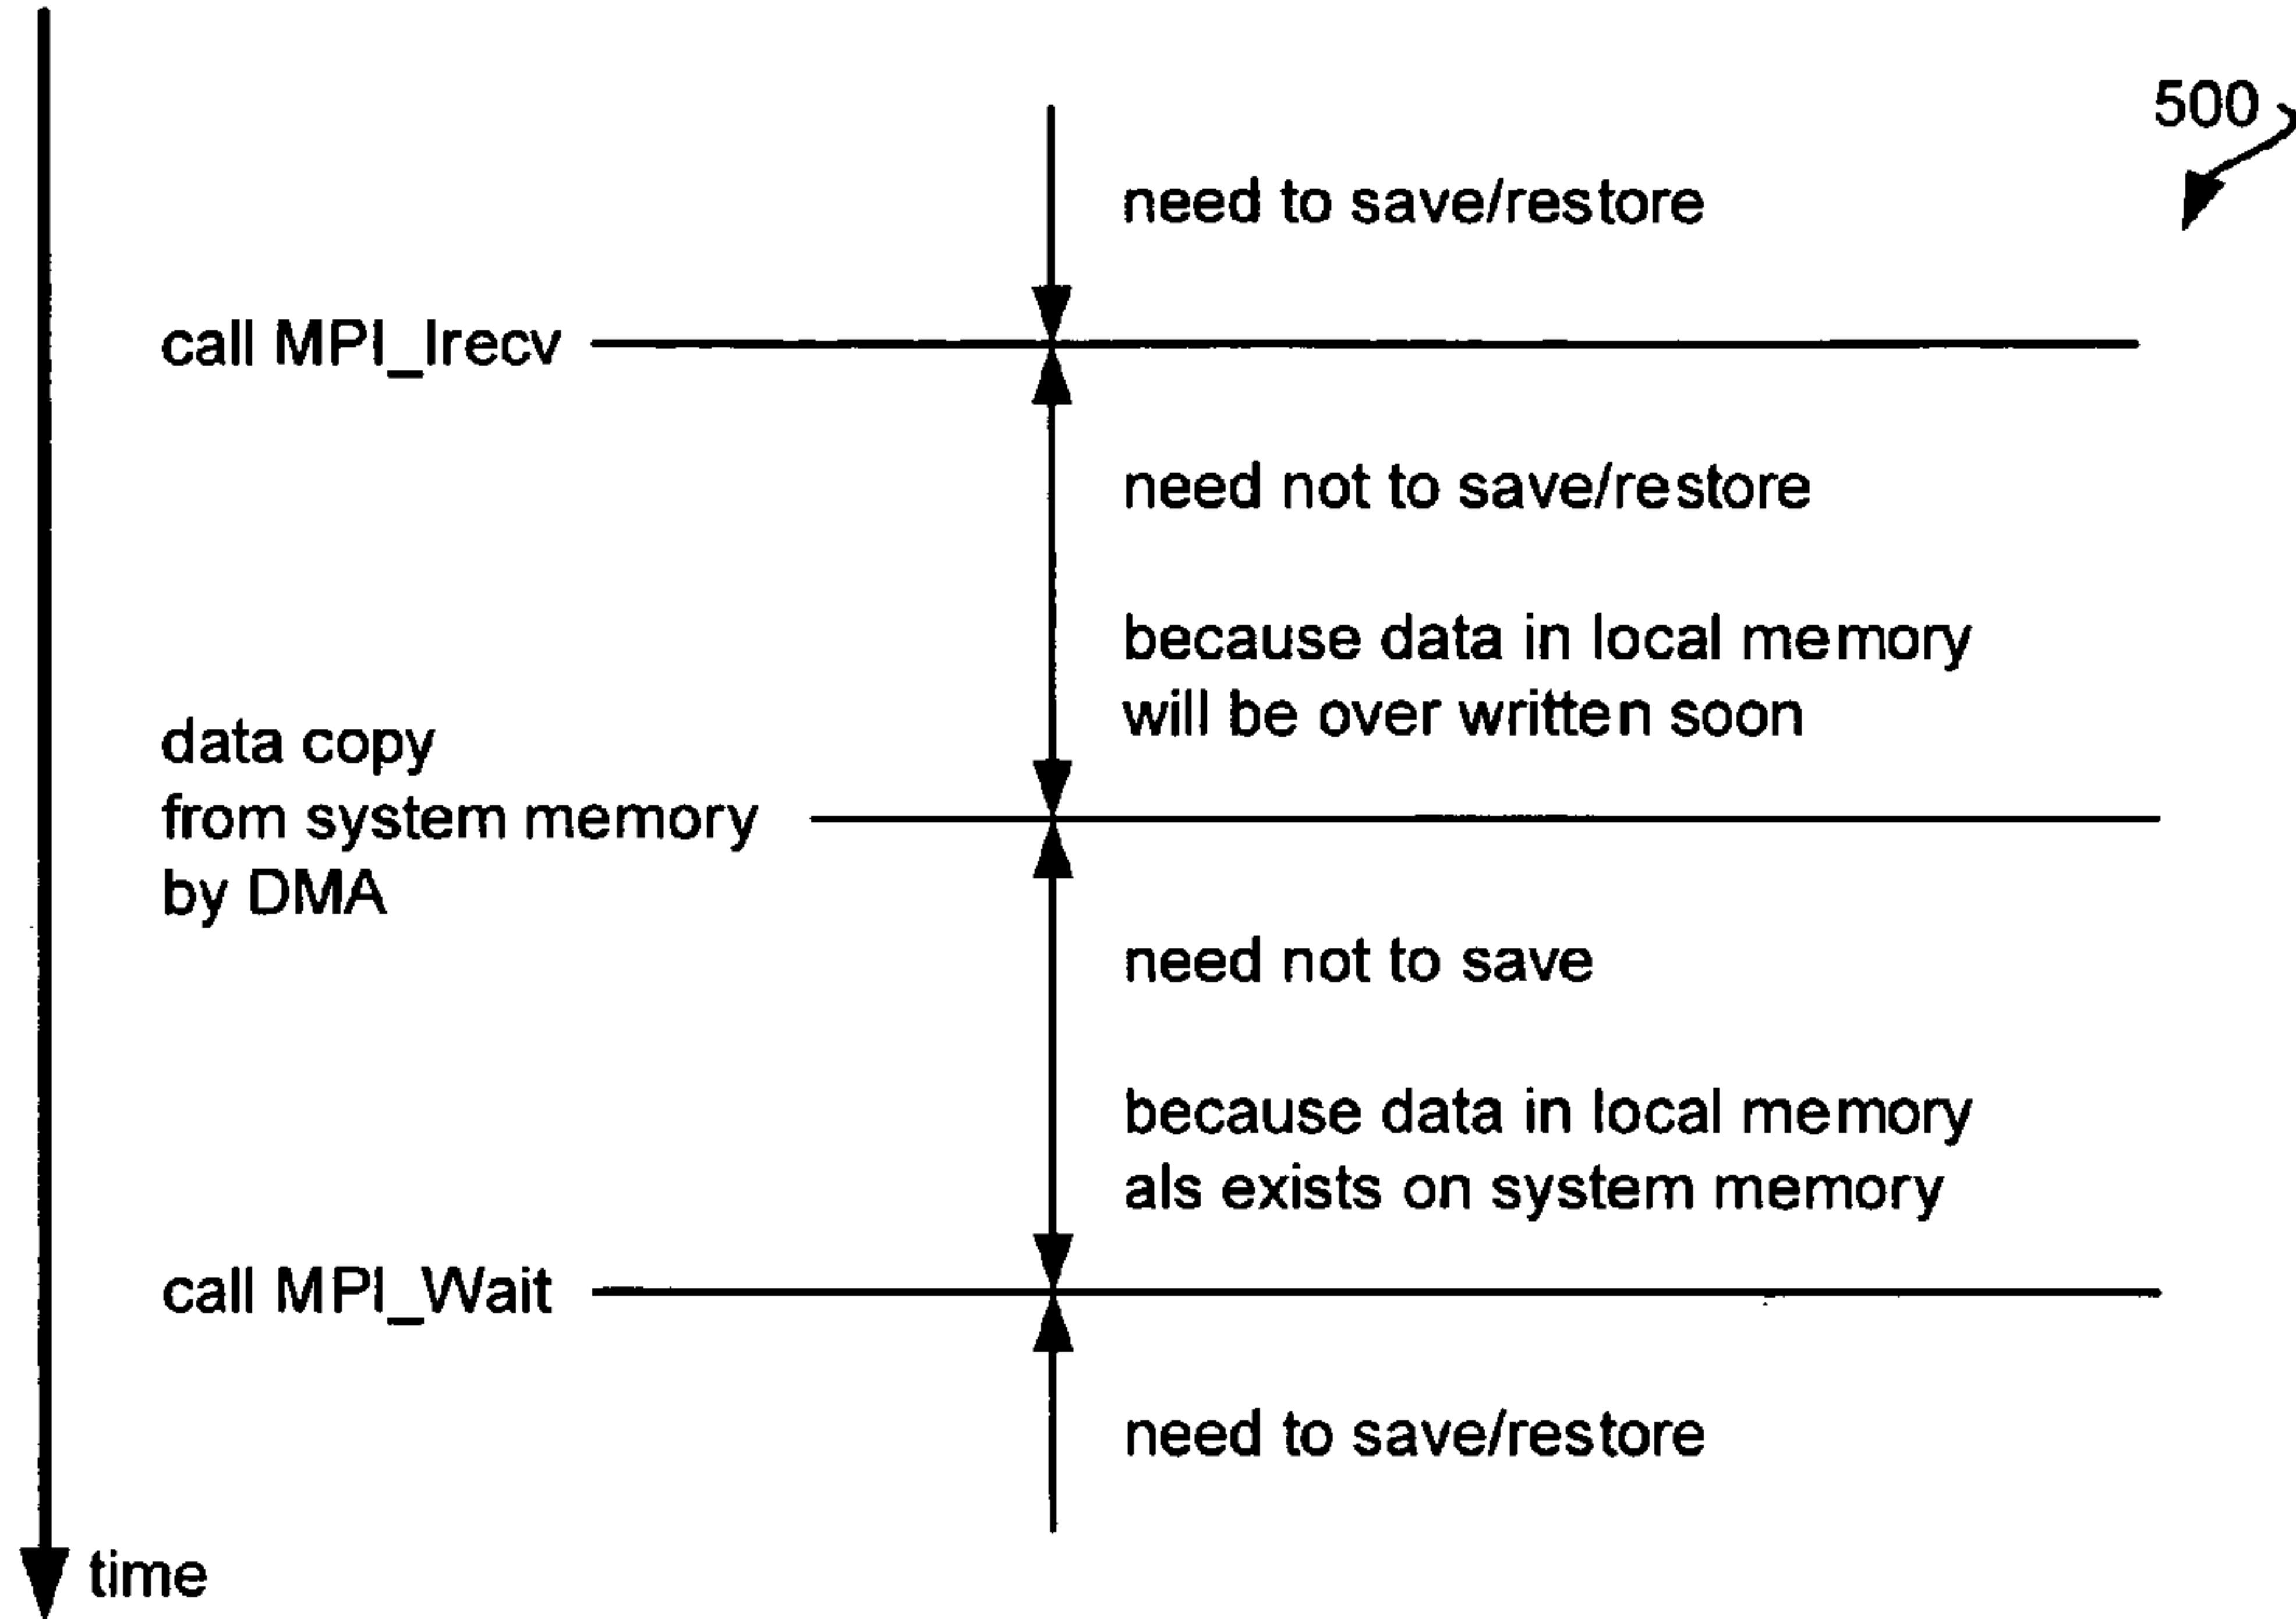 500
need to save/restore
call MPI_Irecv
need not to save/restore
because data in local memory
will be over written soon
data copy
from system memory
by DMA
need not to save
because data in local memory
als exists on system memory
call MPI_Wait
need to save/restore
time